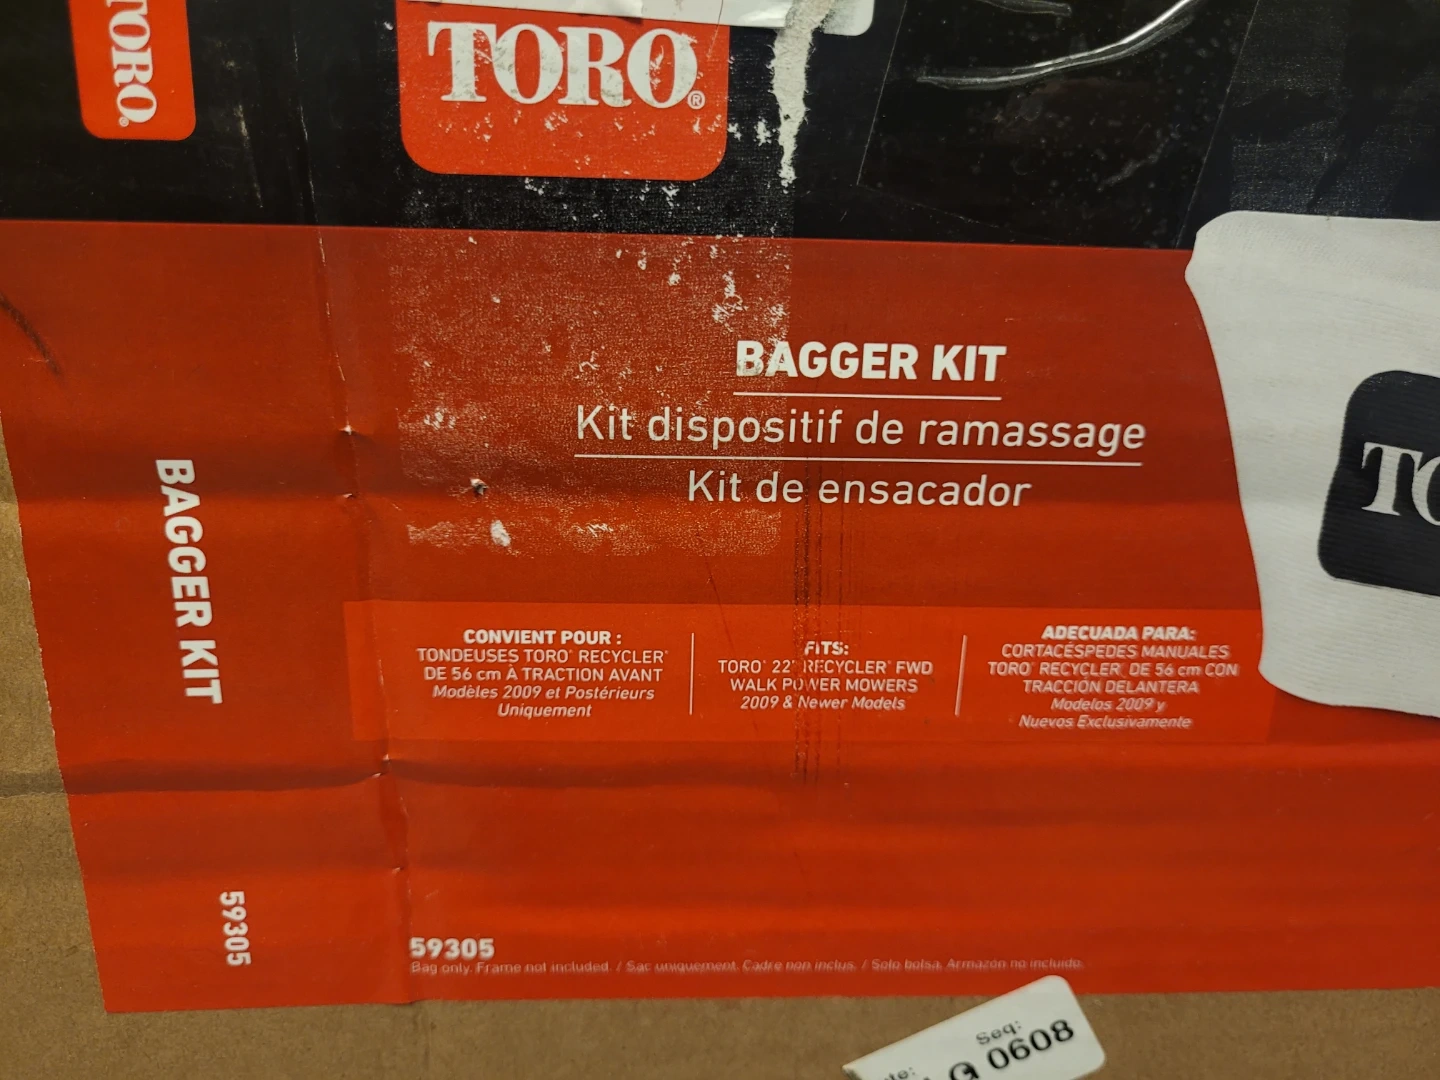 TORO®
TORO®
BAGGER KIT
Kit dispositif de ramassage
Kit de ensacador
BAGGER KIT
CONVIENT POUR :
TONDEUSES TORO® RECYCLER®
DE 56 cm À TRACTION AVANT
Modèles 2009 et Postérieurs
Uniquement
FITS:
TORO® 22" RECYCLER® FWD
WALK POWER MOWERS
2009 & Newer Models
ADECUADA PARA:
CORTACÉSPEDES MANUALES
TORO® RECYCLER® DE 56 cm CON
TRACCIÓN DELANTERA
Modelos 2009 y
Nuevos Exclusivamente
59305
59305
Bag only. Frame not included. / Sac uniquement. Cadre non inclus. / Solo bolsa. Armazón no incluido.
Seq:
0608